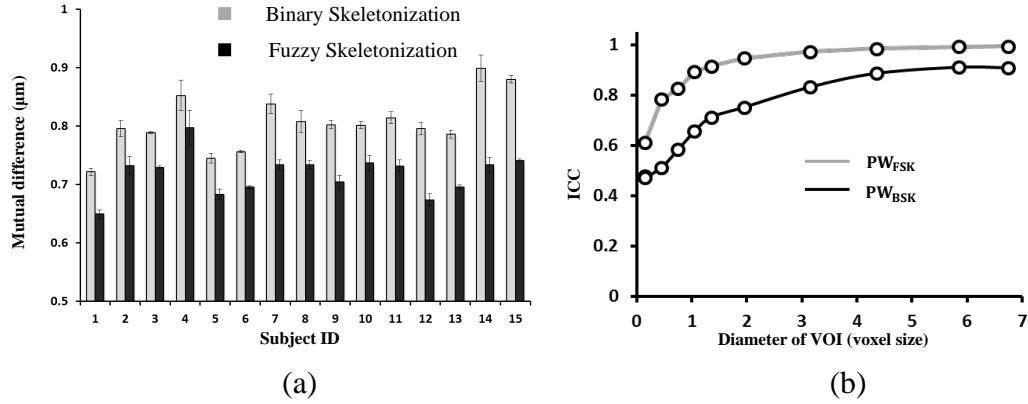 Binary Skeletonization
Fuzzy Skeletonization
Mutual difference (µm)
1
0.9
0.8
0.7
0.6
0.5
1 2 3 4 5 6 7 8 9 10 11 12 13 14 15
Subject ID
(a)
ICC
1
0.8
0.6
0.4
0.2
0
PW_FSK
PW_BSK
0 1 2 3 4 5 6 7
Diameter of VOI (voxel size)
(b)